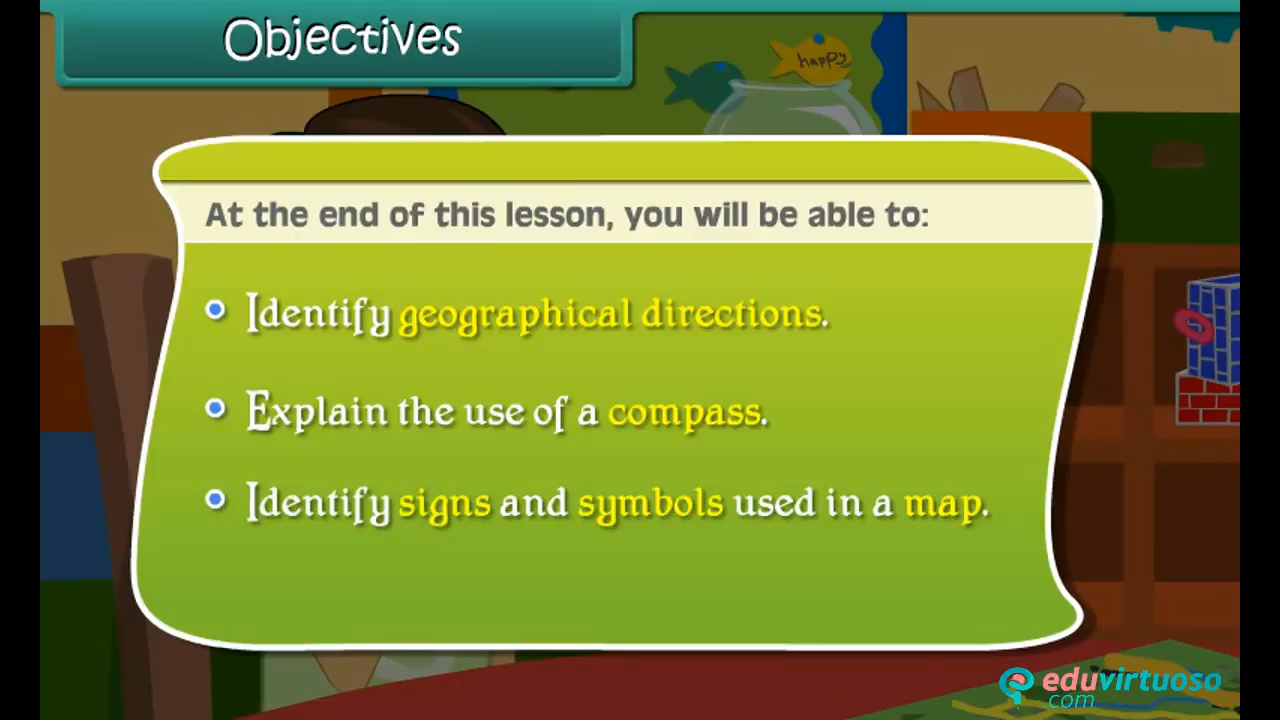 Objectives
happy
At the end of this lesson, you will be able to:
Identify geographical directions.
Explain the use of a compass.
Identify signs and symbols used in a map.
eduvirtuoso
com